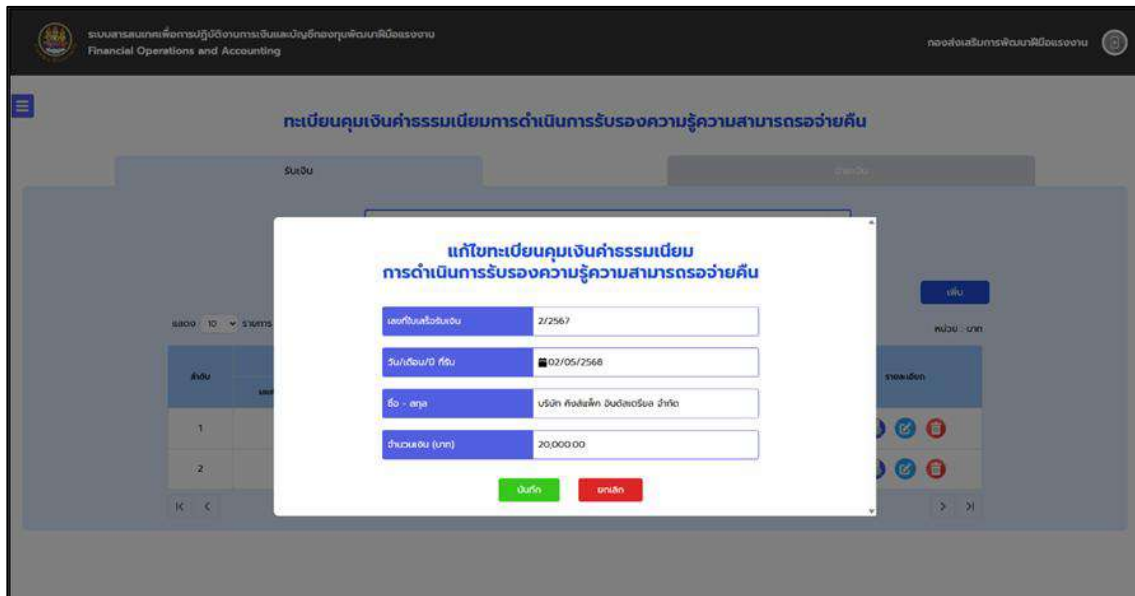 ระบบสารสนเทศเพื่อการปฏิบัติงานการเงินและบัญชีกองทุนพัฒนาฝีมือแรงงาน
Financial Operations and Accounting
กองส่งเสริมการพัฒนาฝีมือแรงงาน
ทะเบียนคุมเงินค่าธรรมเนียมการดำเนินการรับรองความรู้ความสามารถรอจ่ายคืน
รับเงิน
จ่ายเงิน
แก้ไขทะเบียนคุมเงินค่าธรรมเนียม
การดำเนินการรับรองความรู้ความสามารถรอจ่ายคืน
เพิ่ม
แสดง 10 รายการ
หน่วย : บาท
เลขที่ใบเสร็จรับเงิน 2/2567
วัน/เดือน/ปี ที่รับ 02/05/2568
ชื่อ - สกุล บริษัท คิงส์แพ็ค อินดัสเตรียล จำกัด
จำนวนเงิน (บาท) 20,000.00
บันทึก ยกเลิก
ลำดับ
รายละเอียด
1
2